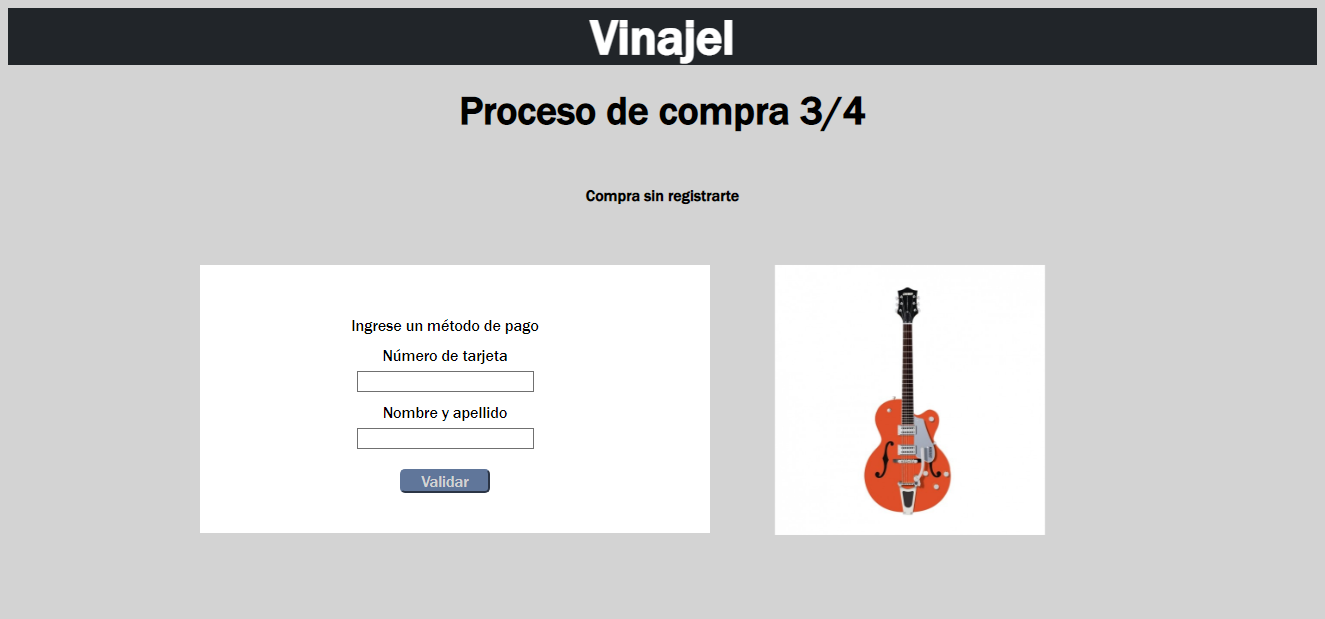 Vinajel
Proceso de compra 3/4
Compra sin registrarte
Ingrese un método de pago
Número de tarjeta
Nombre y apellido
Validar